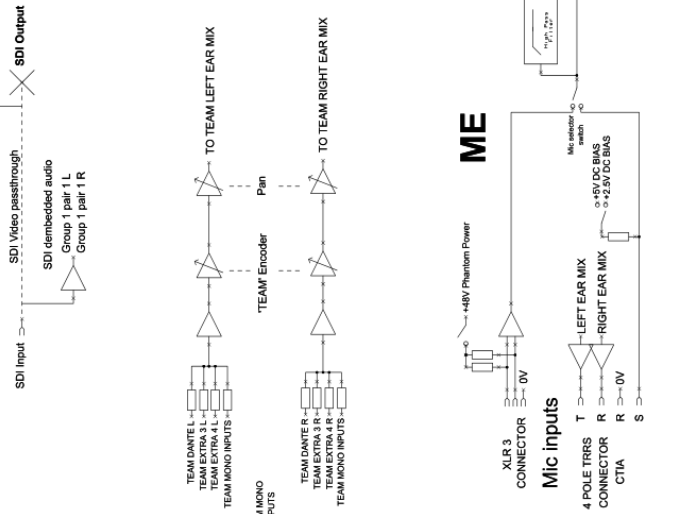 SDI Output
SDI Video passthrough
SDI dembedded audio
Group 1 pair 1 L
Group 1 pair 1 R
SDI Input
TO TEAM LEFT EAR MIX
TO TEAM RIGHT EAR MIX
Pan
'TEAM' Encoder
TEAM DANTE L
TEAM EXTRA 3 L
TEAM EXTRA 4 L
TEAM MONO INPUTS
TEAM DANTE R
TEAM EXTRA 3 R
TEAM EXTRA 4 R
TEAM MONO INPUTS
MONO
High Pass
Filter
ME
Mic selector
switch
+5V DC BIAS
+2.5V DC BIAS
+48V Phantom Power
LEFT EAR MIX
RIGHT EAR MIX
XLR 3
CONNECTOR
0V
Mic inputs
4 POLE TRRS
CONNECTOR
CTIA
T
R
R
0V
S